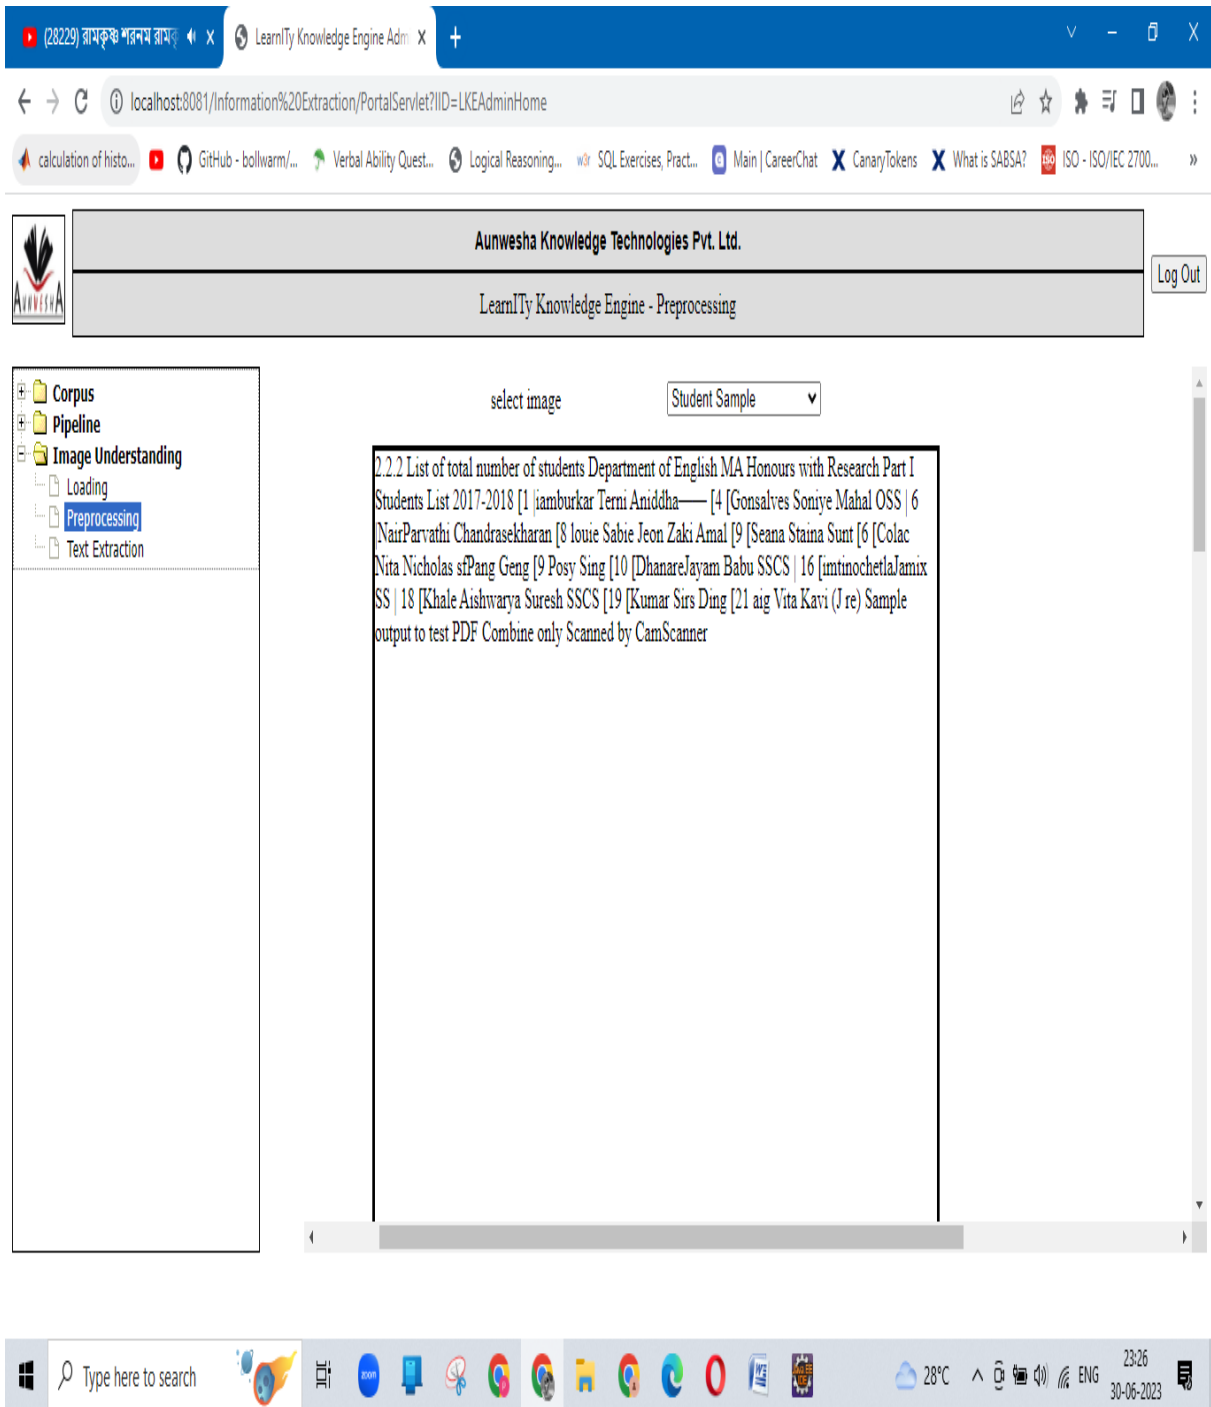 (28229) রামকৃষ্ণ শরনম রামকৃ
LearnITy Knowledge Engine Adm
localhost:8081/Information%20Extraction/PortalServlet?IID=LKEAdminHome
calculation of histo...
GitHub - bollwarm/...
Verbal Ability Quest...
Logical Reasoning...
w3r
SQL Exercises, Pract...
Main | CareerChat
CanaryTokens
What is SABSA?
ISO
ISO - ISO/IEC 2700...
»
AUNWESHA
Aunwesha Knowledge Technologies Pvt. Ltd.
LearnITy Knowledge Engine - Preprocessing
Log Out
Corpus
Pipeline
Image Understanding
Loading
Preprocessing
Text Extraction
select image
Student Sample
2.2.2 List of total number of students Department of English MA Honours with Research Part I
Students List 2017-2018 [1 |iamburkar Terni Aniddha—— [4 [Gonsalves Soniye Mahal OSS | 6
|NairParvathi Chandrasekharan [8 louie Sabie Jeon Zaki Amal [9 [Seana Staina Sunt [6 [Colac
Nita Nicholas sfPang Geng [9 Posy Sing [10 [DhanareJayam Babu SSCS | 16 [imtinochetlaJamix
SS | 18 [Khale Aishwarya Suresh SSCS [19 [Kumar Sirs Ding [21 aig Vita Kavi (J re) Sample
output to test PDF Combine only Scanned by CamScanner
Type here to search
zoom
28°C
ENG
23:26
30-06-2023